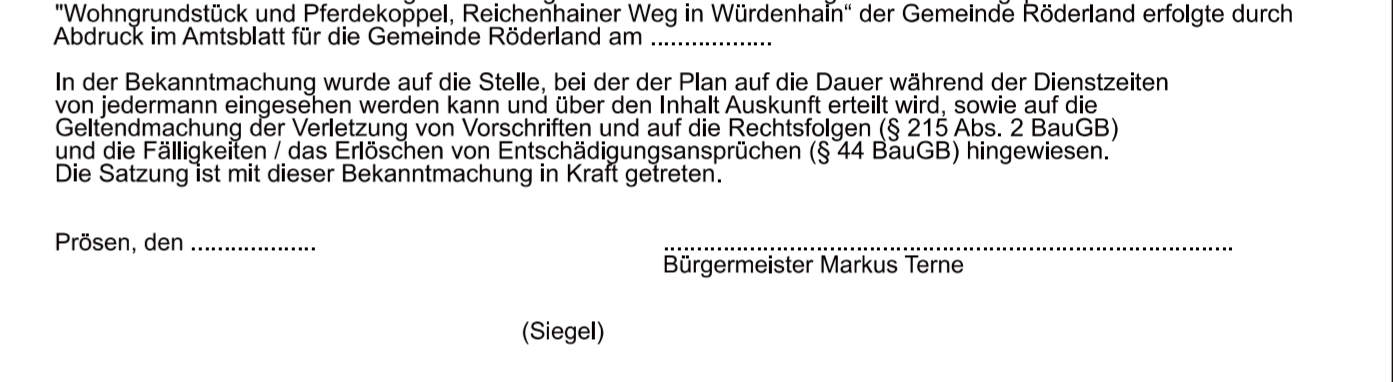 "Wohngrundstück und Pferdekoppel, Reichenhainer Weg in Würdenhain“ der Gemeinde Röderland erfolgte durch
Abdruck im Amtsblatt für die Gemeinde Röderland am ..................
In der Bekanntmachung wurde auf die Stelle, bei der der Plan auf die Dauer während der Dienstzeiten
von jedermann eingesehen werden kann und über den Inhalt Auskunft erteilt wird, sowie auf die
Geltendmachung der Verletzung von Vorschriften und auf die Rechtsfolgen (§ 215 Abs. 2 BauGB)
und die Fälligkeiten / das Erlöschen von Entschädigungsansprüchen (§ 44 BauGB) hingewiesen.
Die Satzung ist mit dieser Bekanntmachung in Kraft getreten.
Prösen, den ................... .....................................................................................
Bürgermeister Markus Terne
(Siegel)